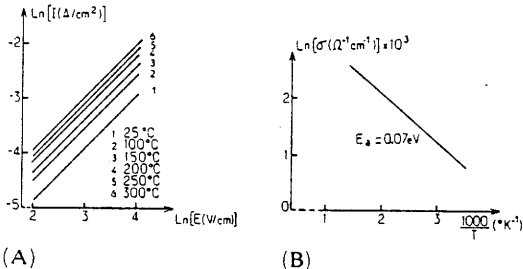 Ln[I(A/cm²)]
-2
-3
-4
-5
6
5
4
3
2
1
1 25°C
2 100°C
3 150°C
4 200°C
5 250°C
6 300°C
2
3
4
Ln[E(V/cm)]
(A)
Ln[σ(Ω⁻¹cm⁻¹)]×10³
2
1
0
Eₐ=0.07eV
0
1
2
3
1000/T (°K⁻¹)
(B)